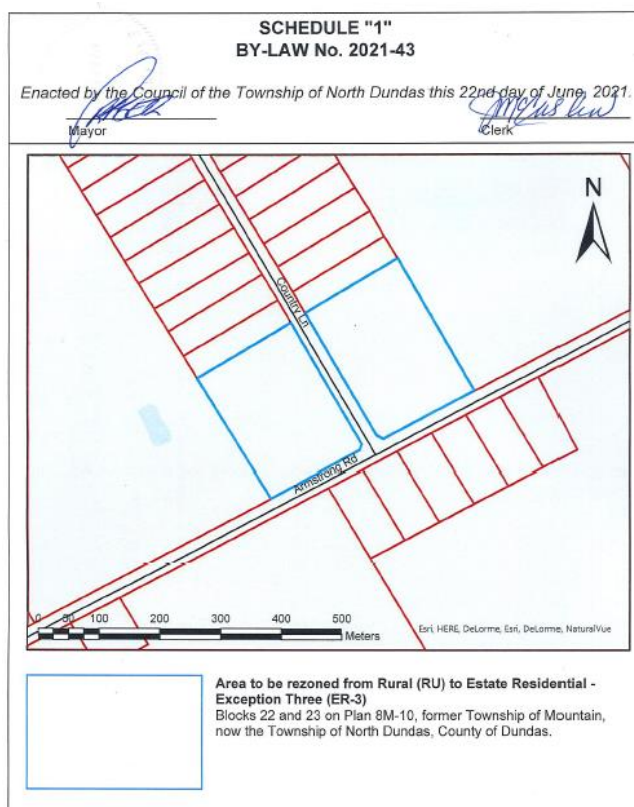 SCHEDULE "1"
BY-LAW No. 2021-43
Enacted by the Council of the Township of North Dundas this 22nd day of June, 2021.
Mayor
Clerk
N
Country Ln
Armstrong Rd
0 50 100 200 300 400 500
Meters
Esri, HERE, DeLorme, Esri, DeLorme, NaturalVue
Area to be rezoned from Rural (RU) to Estate Residential -
Exception Three (ER-3)
Blocks 22 and 23 on Plan 8M-10, former Township of Mountain,
now the Township of North Dundas, County of Dundas.